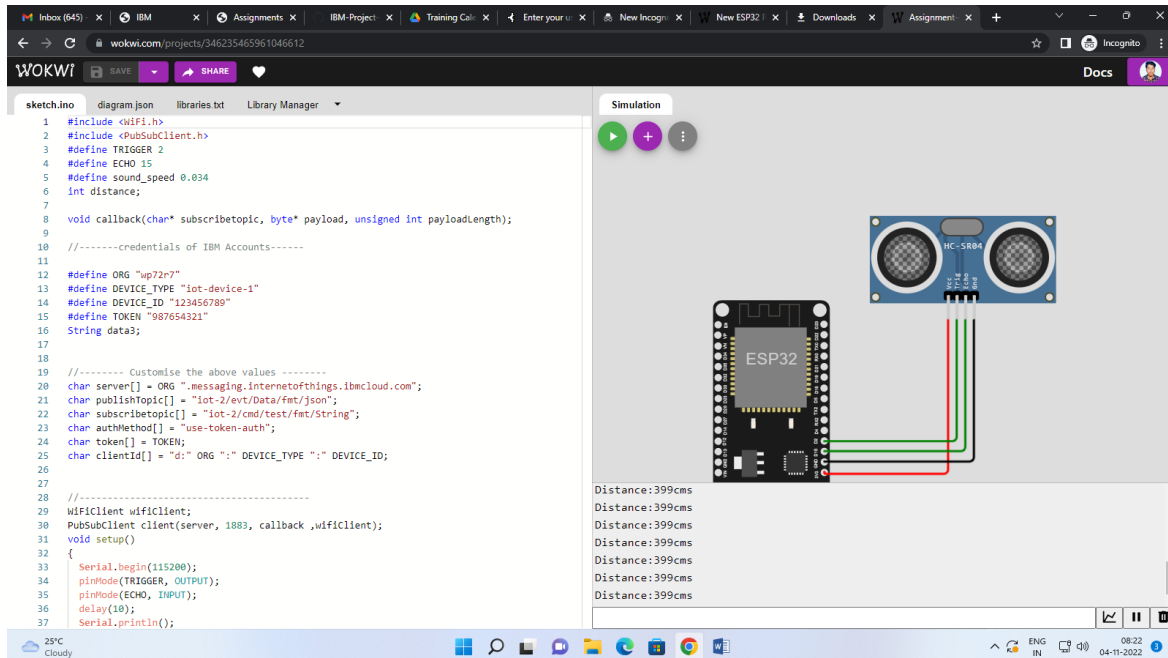 Inbox (645) -
IBM
Assignments
IBM-Project-
Training Calc
Enter your u
New Incogn
New ESP32
Downloads
Assignment-
wokwi.com/projects/346235465961046612
Incognito
WOKWI
SAVE
SHARE
Docs
sketch.ino
diagram.json
libraries.txt
Library Manager
1 #include <WiFi.h>
2 #include <PubSubClient.h>
3 #define TRIGGER 2
4 #define ECHO 15
5 #define sound_speed 0.034
6 int distance;
7
8 void callback(char* subscribetopic, byte* payload, unsigned int payloadLength);
9
10 //-------credentials of IBM Accounts------
11
12 #define ORG "wp72r7"
13 #define DEVICE_TYPE "iot-device-1"
14 #define DEVICE_ID "123456789"
15 #define TOKEN "987654321"
16 String data3;
17
18
19 //-------- Customise the above values --------
20 char server[] = ORG ".messaging.internetofthings.ibmcloud.com";
21 char publishTopic[] = "iot-2/evt/Data/fmt/json";
22 char subscribetopic[] = "iot-2/cmd/test/fmt/String";
23 char authMethod[] = "use-token-auth";
24 char token[] = TOKEN;
25 char clientId[] = "d:" ORG ":" DEVICE_TYPE ":" DEVICE_ID;
26
27
28 //-----------------------------------------
29 WiFiClient wifiClient;
30 PubSubClient client(server, 1883, callback ,wifiClient);
31 void setup()
32 {
33 Serial.begin(115200);
34 pinMode(TRIGGER, OUTPUT);
35 pinMode(ECHO, INPUT);
36 delay(10);
37 Serial.println();
Simulation
HC-SR04
Vcc
Trig
Echo
Gnd
ESP32
Distance:399cms
Distance:399cms
Distance:399cms
Distance:399cms
Distance:399cms
Distance:399cms
Distance:399cms
25°C
Cloudy
ENG
IN
08:22
04-11-2022
3